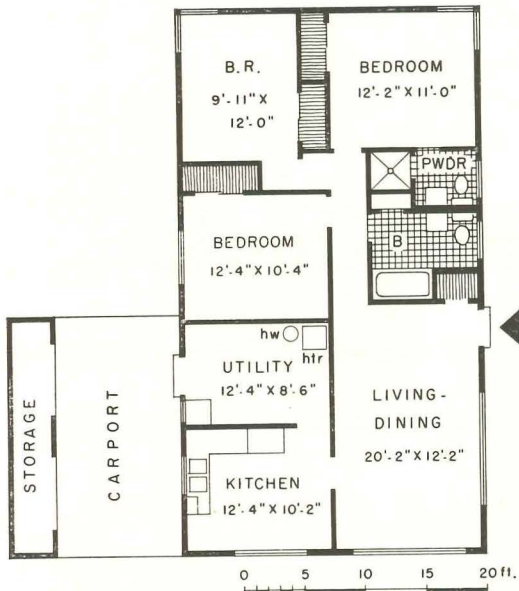 B.R.
9'-11" X
12'-0"
BEDROOM
12'-2" X 11'-0"
PWDR
B
BEDROOM
12'-4" X 10'-4"
hw
htr
UTILITY
12'-4" X 8'-6"
LIVING-
DINING
20'-2" X 12'-2"
STORAGE
CARPORT
KITCHEN
12'-4" X 10'-2"
0 5 10 15 20 ft.